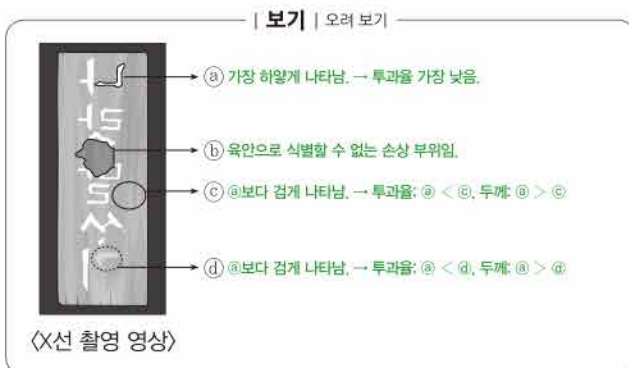 | 보기 | 오려 보기
ⓐ 가장 하얗게 나타남. → 투과율 가장 낮음.
ⓑ 육안으로 식별할 수 없는 손상 부위임.
ⓒ ⓐ보다 검게 나타남. → 투과율: ⓐ < ⓒ, 두께: ⓐ > ⓒ
ⓓ ⓐ보다 검게 나타남. → 투과율: ⓐ < ⓓ, 두께: ⓐ > ⓓ
〈X선 촬영 영상〉